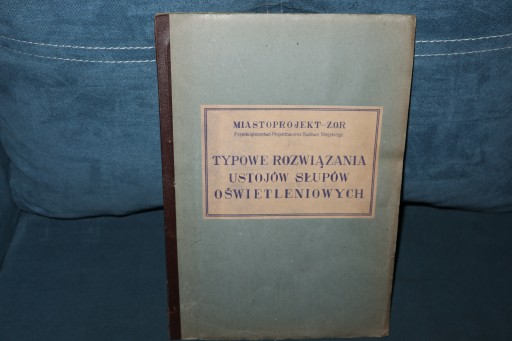 MIASTOPROJEKT-ZOR
TYPOWE ROZWIĄZANIA
USTOJÓW SŁUPÓW
OŚWIETLENIOWYCH